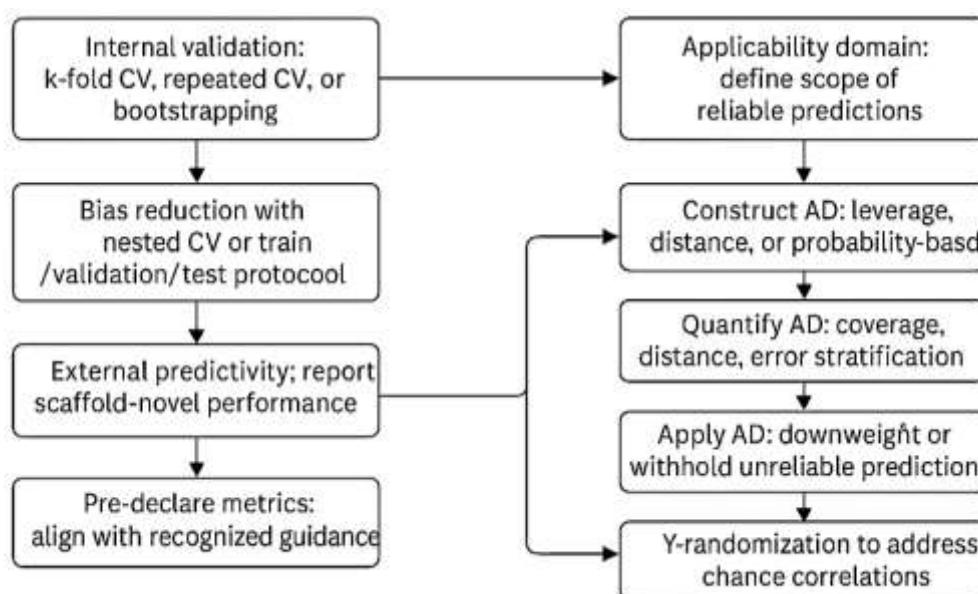 Internal validation:
k-fold CV, repeated CV, or
bootstrapping
Bias reduction with
nested CV or train
/validation/test protocool
External predictivity; report
scaffold-novel performance
Pre-declare metrics:
align with recognized guidance
Applicability domain:
define scope of
reliable predictions
Construct AD: leverage,
distance, or probability-basd
Quantify AD: coverage,
distance, error stratification
Apply AD: downweight or
withhold unreliable prediction
Y-randomization to address
chance correlations